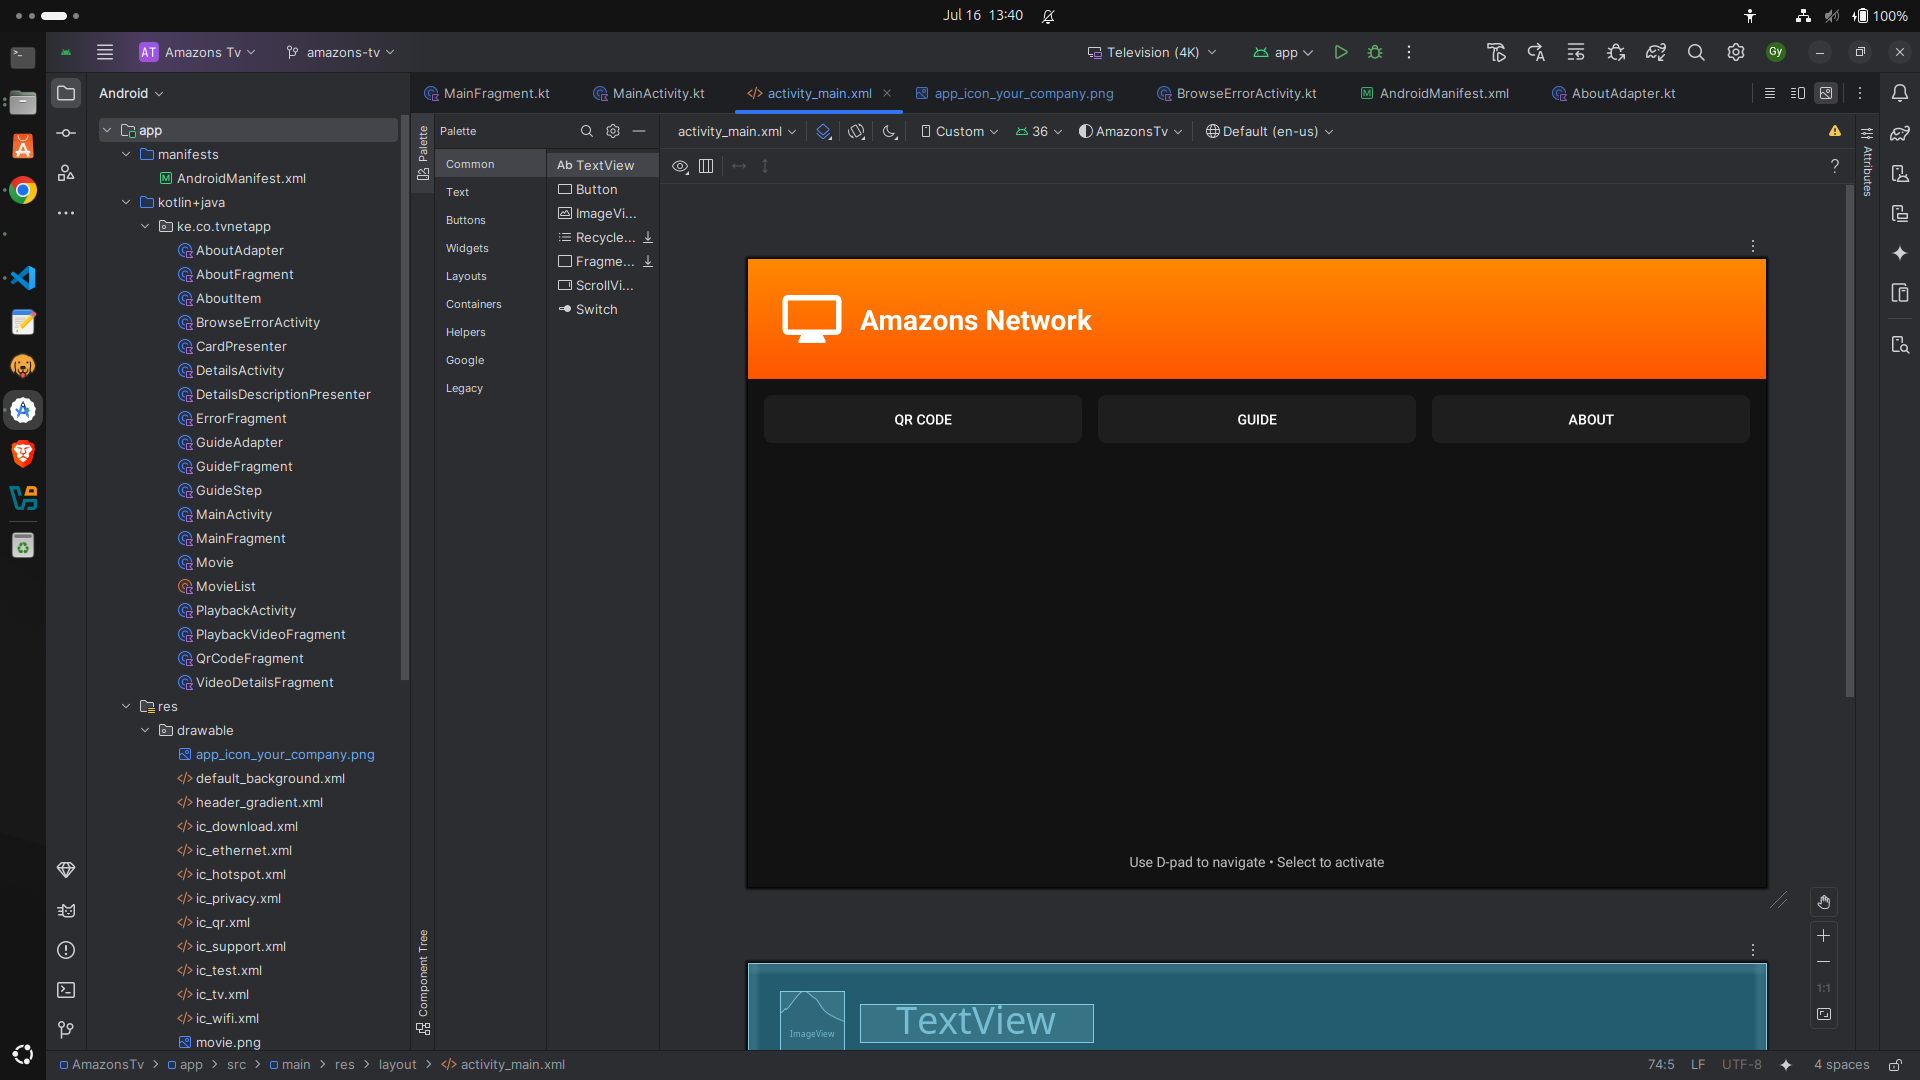 Jul 16 13:40
100%
AT Amazons Tv
amazons-tv
Television (4K)
app
Gy
Android
MainFragment.kt
MainActivity.kt
activity_main.xml
app_icon_your_company.png
BrowseErrorActivity.kt
AndroidManifest.xml
AboutAdapter.kt
app
manifests
AndroidManifest.xml
kotlin+java
ke.co.tvnetapp
AboutAdapter
AboutFragment
AboutItem
BrowseErrorActivity
CardPresenter
DetailsActivity
DetailsDescriptionPresenter
ErrorFragment
GuideAdapter
GuideFragment
GuideStep
MainActivity
MainFragment
Movie
MovieList
PlaybackActivity
PlaybackVideoFragment
QrCodeFragment
VideoDetailsFragment
res
drawable
app_icon_your_company.png
default_background.xml
header_gradient.xml
ic_download.xml
ic_ethernet.xml
ic_hotspot.xml
ic_privacy.xml
ic_qr.xml
ic_support.xml
ic_test.xml
ic_tv.xml
ic_wifi.xml
movie.png
Palette
Component Tree
Palette
Common
Text
Buttons
Widgets
Layouts
Containers
Helpers
Google
Legacy
Ab TextView
Button
ImageVi...
Recycle...
Fragme...
ScrollVi...
Switch
activity_main.xml
Custom
36
AmazonsTv
Default (en-us)
?
Attributes
Amazons Network
QR CODE
GUIDE
ABOUT
Use D-pad to navigate • Select to activate
1:1
ImageView
TextView
AmazonsTv > app > src > main > res > layout > activity_main.xml
74:5
LF
UTF-8
4 spaces